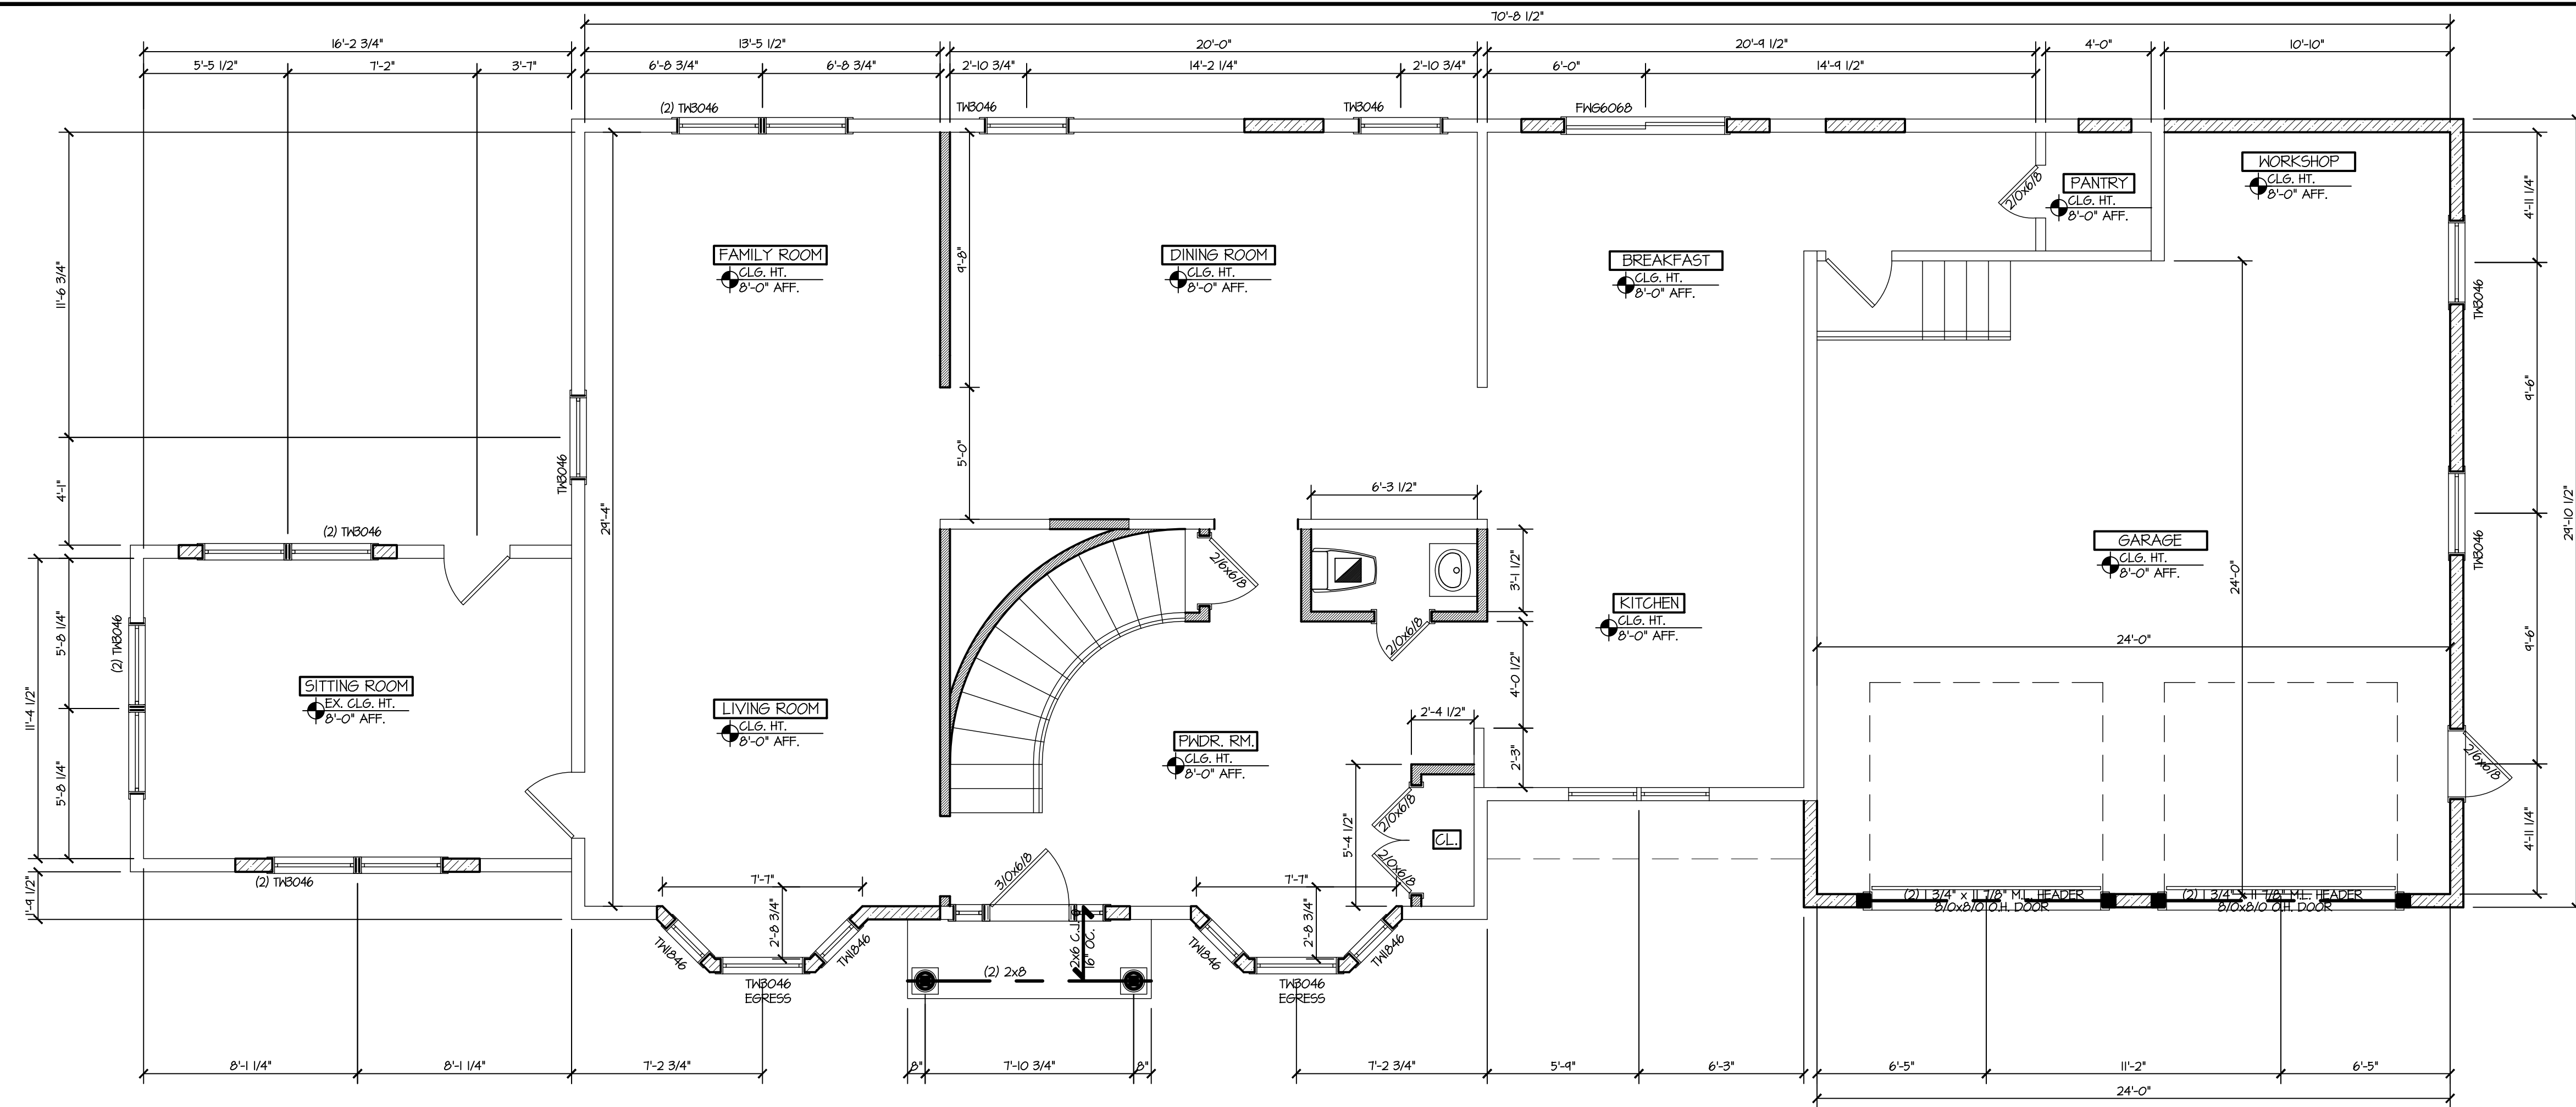 70'-8 1/2"
16'-2 3/4"
13'-5 1/2"
20'-0"
20'-9 1/2"
4'-0"
10'-10"
5'-5 1/2"
7'-2"
3'-7"
6'-8 3/4"
6'-8 3/4"
2'-10 3/4"
14'-2 1/4"
2'-10 3/4"
6'-0"
14'-9 1/2"
(2) TW3046
TW3046
TW3046
FWG6068
WORKSHOP
CLG. HT.
8'-0" AFF.
PANTRY
CLG. HT.
8'-0" AFF.
2/0x6/8
4'-11 1/4"
FAMILY ROOM
CLG. HT.
8'-0" AFF.
9'-8"
DINING ROOM
CLG. HT.
8'-0" AFF.
BREAKFAST
CLG. HT.
8'-0" AFF.
11'-6 3/4"
TW3046
9'-6"
5'-0"
4'-1"
TW3046
29'-4"
6'-3 1/2"
29'-10 1/2"
(2) TW3046
2/6x6/8
3'-1 1/2"
GARAGE
CLG. HT.
8'-0" AFF.
24'-0"
TW3046
KITCHEN
CLG. HT.
8'-0" AFF.
2/0x6/8
24'-0"
9'-6"
(2) TW3046
5'-8 1/4"
11'-4 1/2"
5'-8 1/4"
SITTING ROOM
EX. CLG. HT.
8'-0" AFF.
LIVING ROOM
CLG. HT.
8'-0" AFF.
PWDR. RM.
CLG. HT.
8'-0" AFF.
4'-0 1/2"
2'-4 1/2"
2'-3"
2/6x6/8
5'-4 1/2"
2/0x6/8
CL.
2/0x6/8
4'-11 1/4"
3/0x6/8
(2) TW3046
1'-9 1/2"
7'-7"
7'-7"
(2) 1 3/4" x 11 7/8" M.L. HEADER
8/0x8/0 O.H. DOOR
(2) 1 3/4" x 11 7/8" M.L. HEADER
8/0x8/0 O.H. DOOR
2'-8 3/4"
2'-8 3/4"
TW1846
TW1846
TW1846
TW1846
2x6 C.J.
16" OC.
(2) 2x8
TW3046
EGRESS
TW3046
EGRESS
8'-1 1/4"
8'-1 1/4"
7'-2 3/4"
8"
7'-10 3/4"
8"
7'-2 3/4"
5'-9"
6'-3"
6'-5"
11'-2"
6'-5"
24'-0"